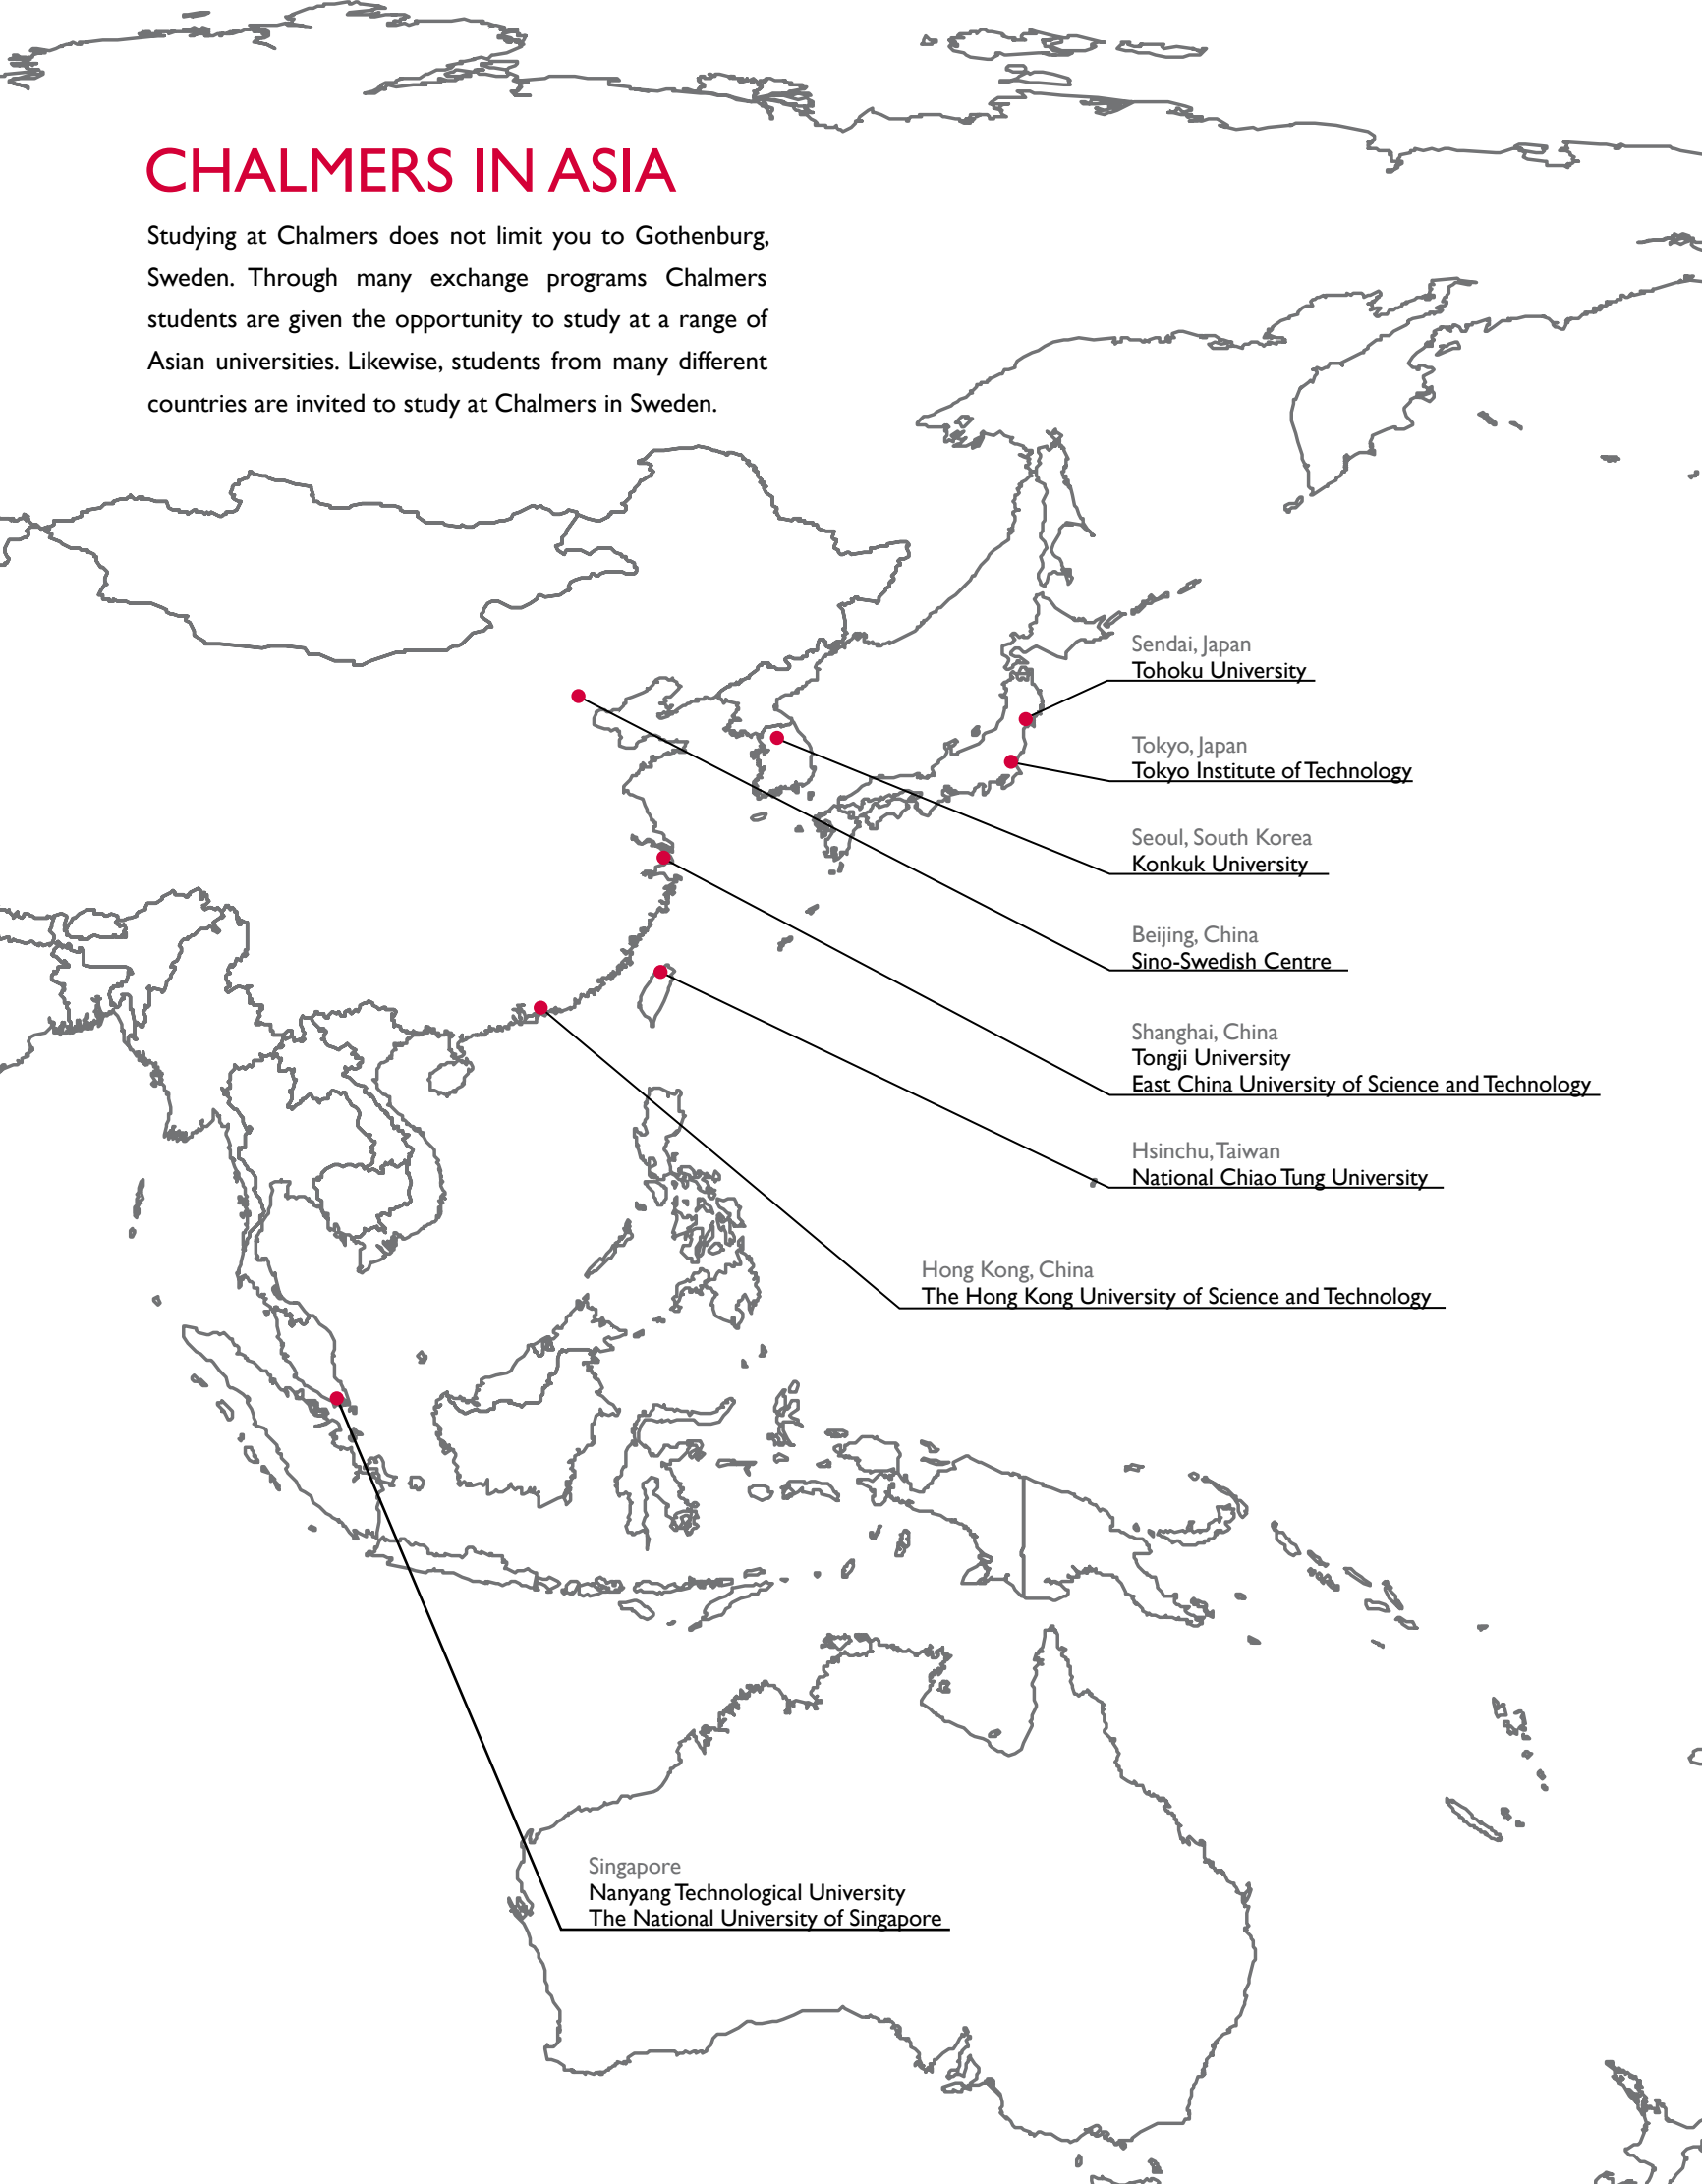 CHALMERS IN ASIA
Studying at Chalmers does not limit you to Gothenburg,
Sweden. Through many exchange programs Chalmers
students are given the opportunity to study at a range of
Asian universities. Likewise, students from many different
countries are invited to study at Chalmers in Sweden.
Sendai, Japan
Tohoku University
Tokyo, Japan
Tokyo Institute of Technology
Seoul, South Korea
Konkuk University
Beijing, China
Sino-Swedish Centre
Shanghai, China
Tongji University
East China University of Science and Technology
Hsinchu, Taiwan
National Chiao Tung University
Hong Kong, China
The Hong Kong University of Science and Technology
Singapore
Nanyang Technological University
The National University of Singapore